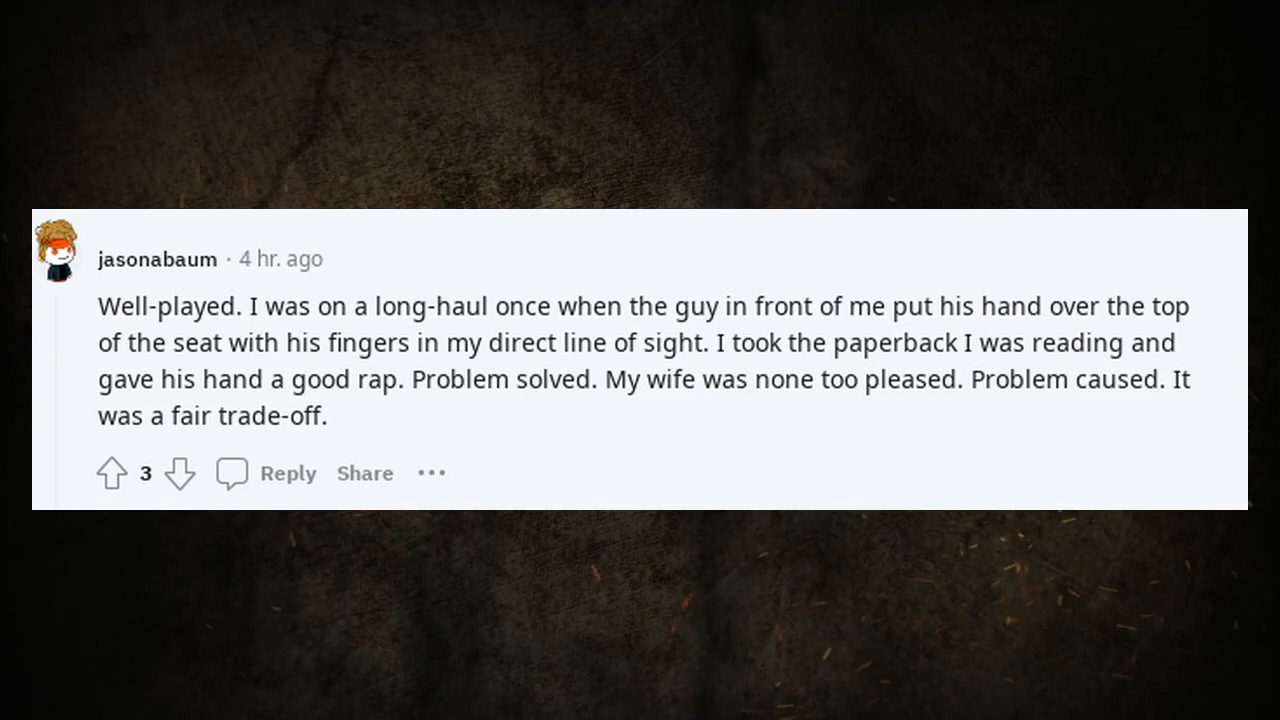 jasonabaum · 4 hr. ago
Well-played. I was on a long-haul once when the guy in front of me put his hand over the top
of the seat with his fingers in my direct line of sight. I took the paperback I was reading and
gave his hand a good rap. Problem solved. My wife was none too pleased. Problem caused. It
was a fair trade-off.
3 Reply Share ···